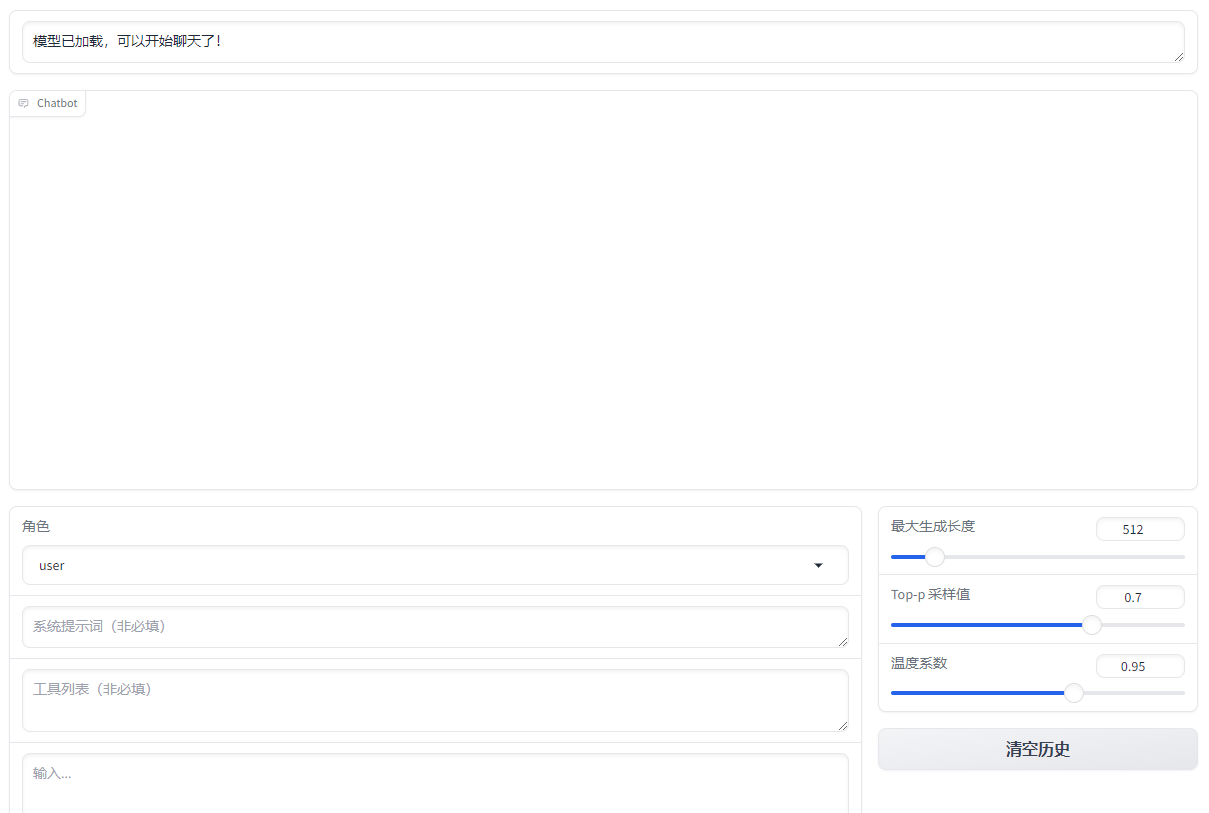 模型已加载，可以开始聊天了！
Chatbot
角色
user
系统提示词（非必填）
工具列表（非必填）
输入...
最大生成长度
512
Top-p 采样值
0.7
温度系数
0.95
清空历史